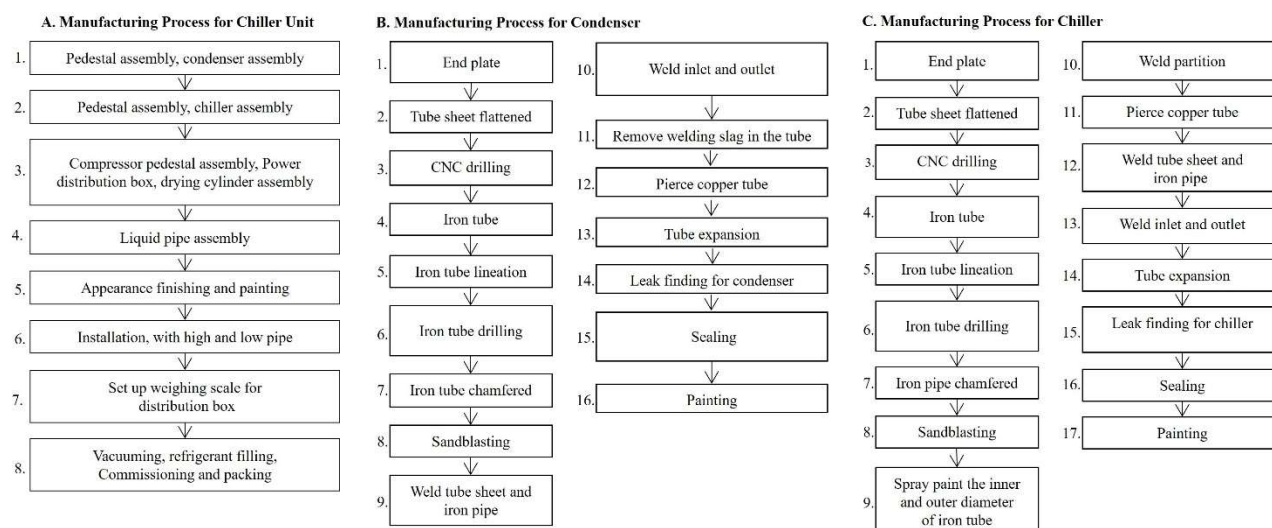 A. Manufacturing Process for Chiller Unit
1. Pedestal assembly, condenser assembly
2. Pedestal assembly, chiller assembly
3. Compressor pedestal assembly, Power
distribution box, drying cylinder assembly
4. Liquid pipe assembly
5. Appearance finishing and painting
6. Installation, with high and low pipe
7. Set up weighing scale for
distribution box
8. Vacuuming, refrigerant filling,
Commissioning and packing
B. Manufacturing Process for Condenser
1. End plate
2. Tube sheet flattened
3. CNC drilling
4. Iron tube
5. Iron tube lineation
6. Iron tube drilling
7. Iron tube chamfered
8. Sandblasting
9. Weld tube sheet and
iron pipe
10. Weld inlet and outlet
11. Remove welding slag in the tube
12. Pierce copper tube
13. Tube expansion
14. Leak finding for condenser
15. Sealing
16. Painting
C. Manufacturing Process for Chiller
1. End plate
2. Tube sheet flattened
3. CNC drilling
4. Iron tube
5. Iron tube lineation
6. Iron tube drilling
7. Iron pipe chamfered
8. Sandblasting
9. Spray paint the inner
and outer diameter
of iron tube
10. Weld partition
11. Pierce copper tube
12. Weld tube sheet and
iron pipe
13. Weld inlet and outlet
14. Tube expansion
15. Leak finding for chiller
16. Sealing
17. Painting